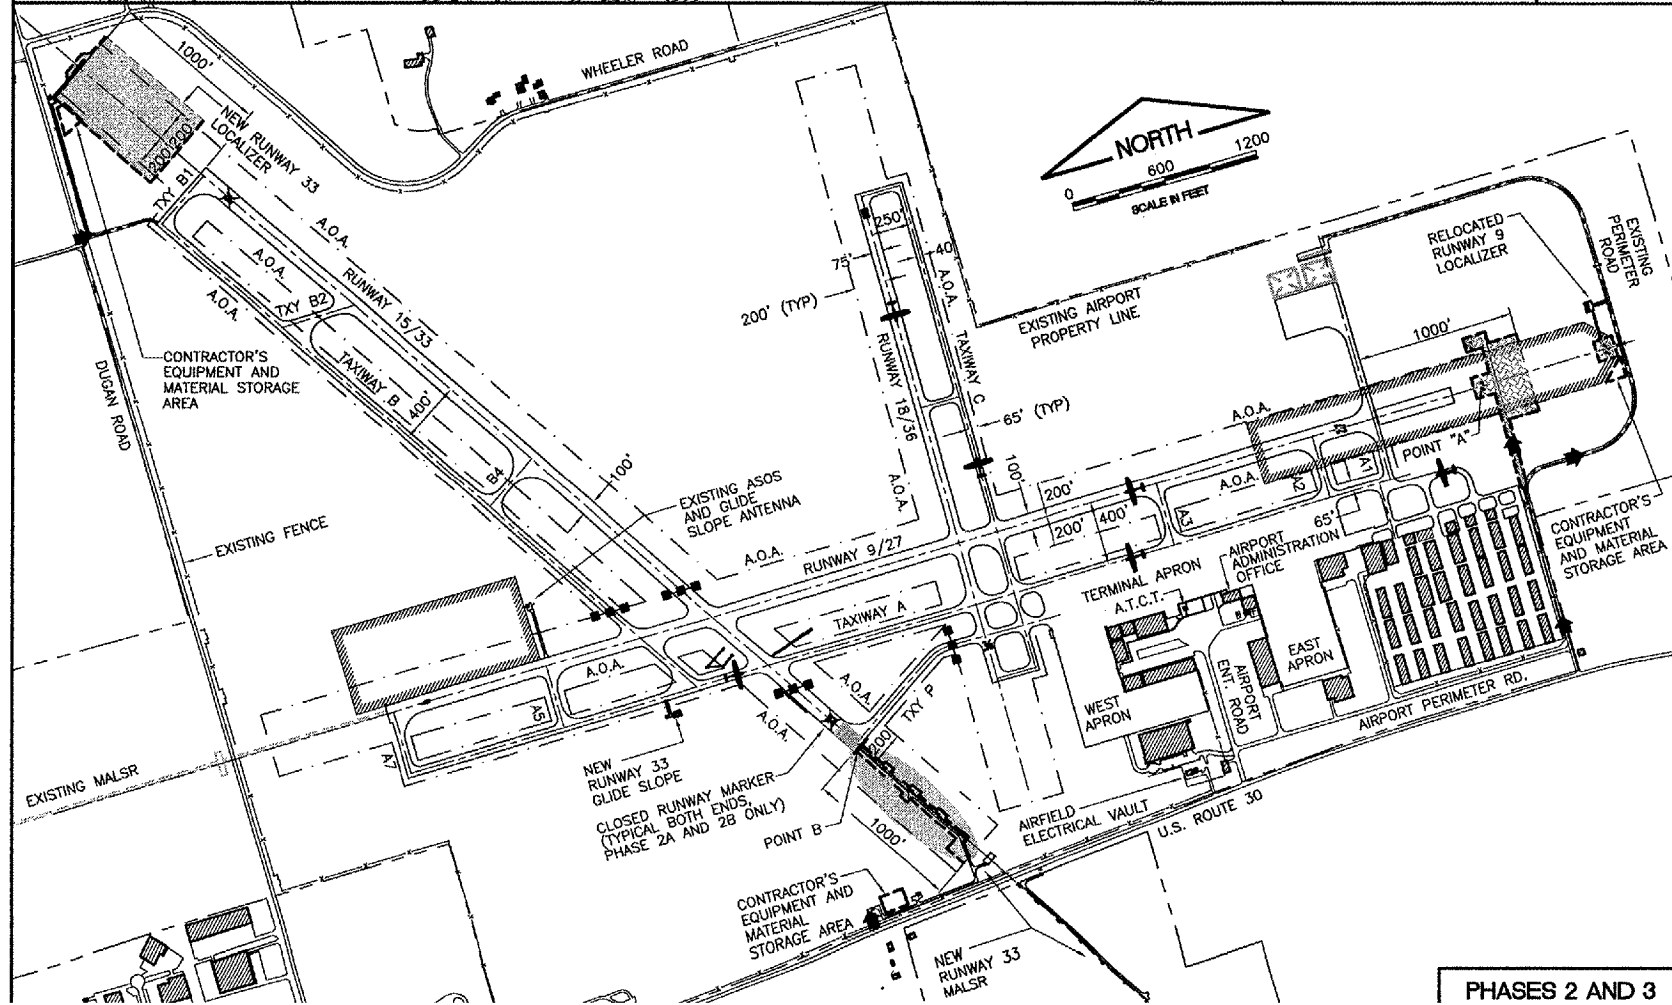 1000'
WHEELER ROAD
NEW RUNWAY 33
LOCALIZER
200'
200'
TXY B1
A.O.A.
A.O.A.
A.O.A.
RUNWAY 15/33
TXY B2
TAXIWAY B
400'
B4
100'
DUGAN ROAD
CONTRACTOR'S
EQUIPMENT AND
MATERIAL STORAGE
AREA
EXISTING FENCE
NORTH
0
600
1200
SCALE IN FEET
250'
75'
40'
200' (TYP)
A.O.A.
RUNWAY 18/36
TAXIWAY C
65' (TYP)
A.O.A.
100'
EXISTING AIRPORT
PROPERTY LINE
RELOCATED
RUNWAY 9
LOCALIZER
EXISTING
PERIMETER
ROAD
1000'
A.O.A.
POINT "A"
A1
A2
A.O.A.
A3
65'
200'
200'
400'
EXISTING ASOS
AND GLIDE
SLOPE ANTENNA
A.O.A.
RUNWAY 9/27
TAXIWAY A
TERMINAL APRON
A.T.C.T.
AIRPORT
ADMINISTRATION
OFFICE
CONTRACTOR'S
EQUIPMENT
AND MATERIAL
STORAGE AREA
EAST
APRON
WEST
APRON
AIRPORT
ENT. ROAD
AIRPORT PERIMETER RD.
A.O.A.
A5
A7
A.O.A.
A.O.A.
TXY P
200'
EXISTING MALSR
NEW
RUNWAY 33
GLIDE SLOPE
CLOSED RUNWAY MARKER
(TYPICAL BOTH ENDS,
PHASE 2A AND 2B ONLY)
POINT B
1000'
AIRFIELD
ELECTRICAL VAULT
U.S. ROUTE 30
CONTRACTOR'S
EQUIPMENT AND
MATERIAL
STORAGE AREA
NEW
RUNWAY 33
MALSR
PHASES 2 AND 3